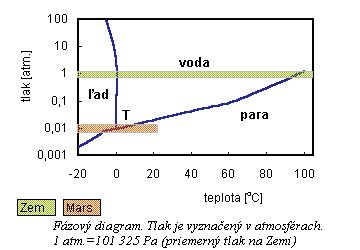 100
10
1
0,1
0,01
0,001
tlak [atm.]
voda
ľad
T
para
-20 0 20 40 60 80 100
teplota [°C]
Zem Mars
Fázový diagram. Tlak je vyznačený v atmosférách.
1 atm.=101 325 Pa (priemerný tlak na Zemi)